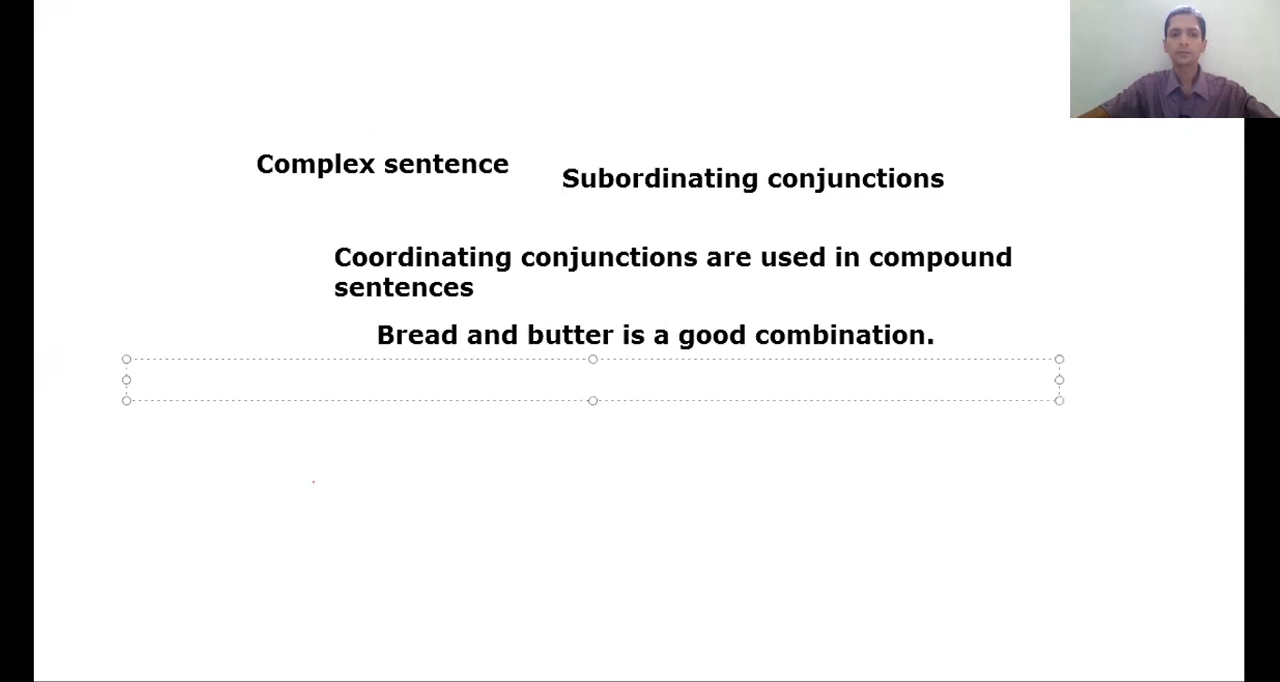 Complex sentence
Subordinating conjunctions
Coordinating conjunctions are used in compound
sentences
Bread and butter is a good combination.